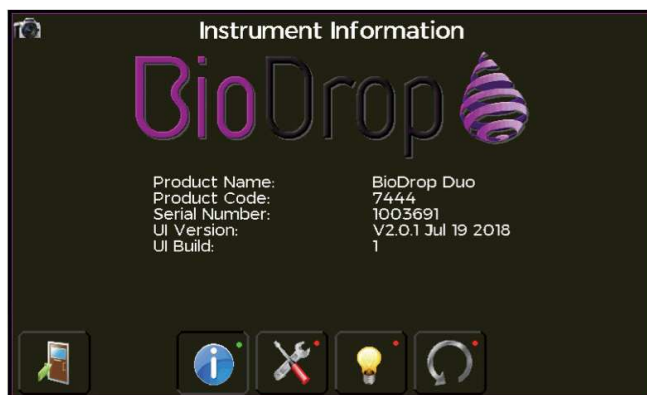 Instrument Information
BioDrop
Product Name: BioDrop Duo
Product Code: 7444
Serial Number: 1003691
UI Version: V2.0.1 Jul 19 2018
UI Build: 1